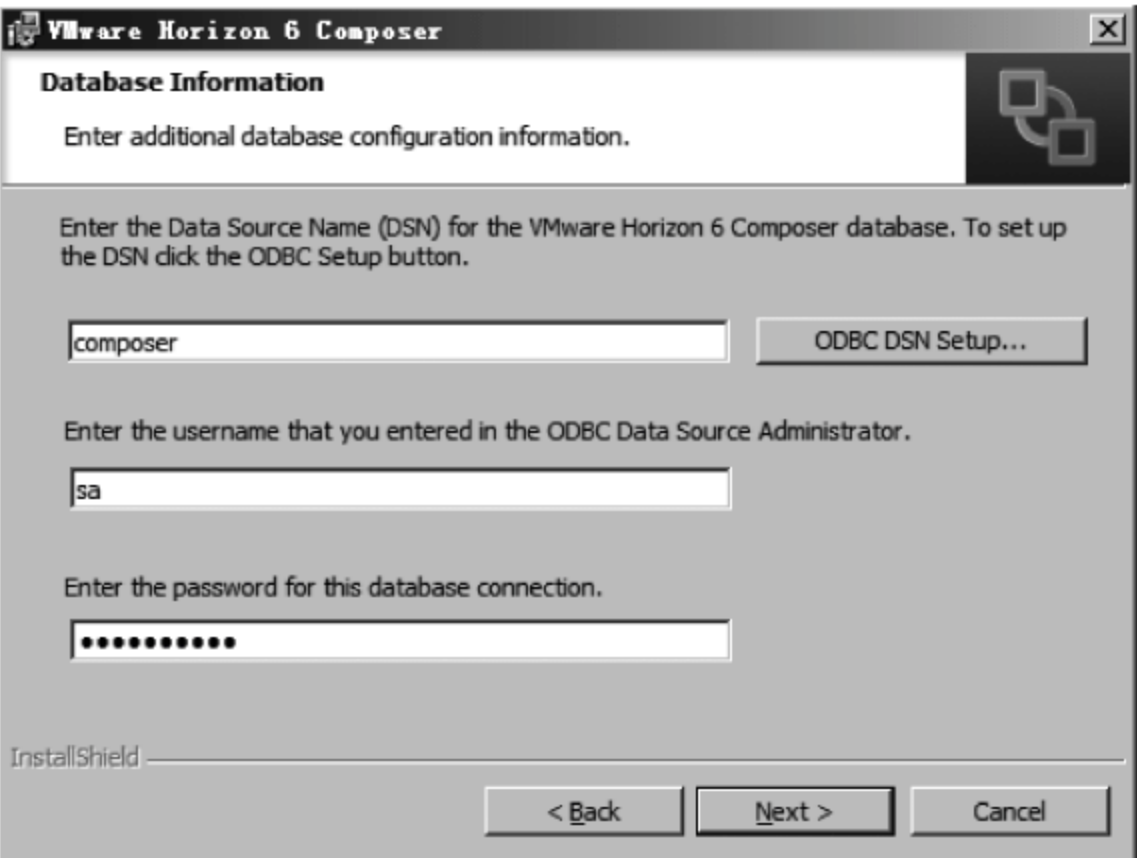 VMware Horizon 6 Composer
Database Information
Enter additional database configuration information.
Enter the Data Source Name (DSN) for the VMware Horizon 6 Composer database. To set up
the DSN click the ODBC Setup button.
composer
ODBC DSN Setup...
Enter the username that you entered in the ODBC Data Source Administrator.
sa
Enter the password for this database connection.
●●●●●●●●●●
InstallShield
< Back
Next >
Cancel